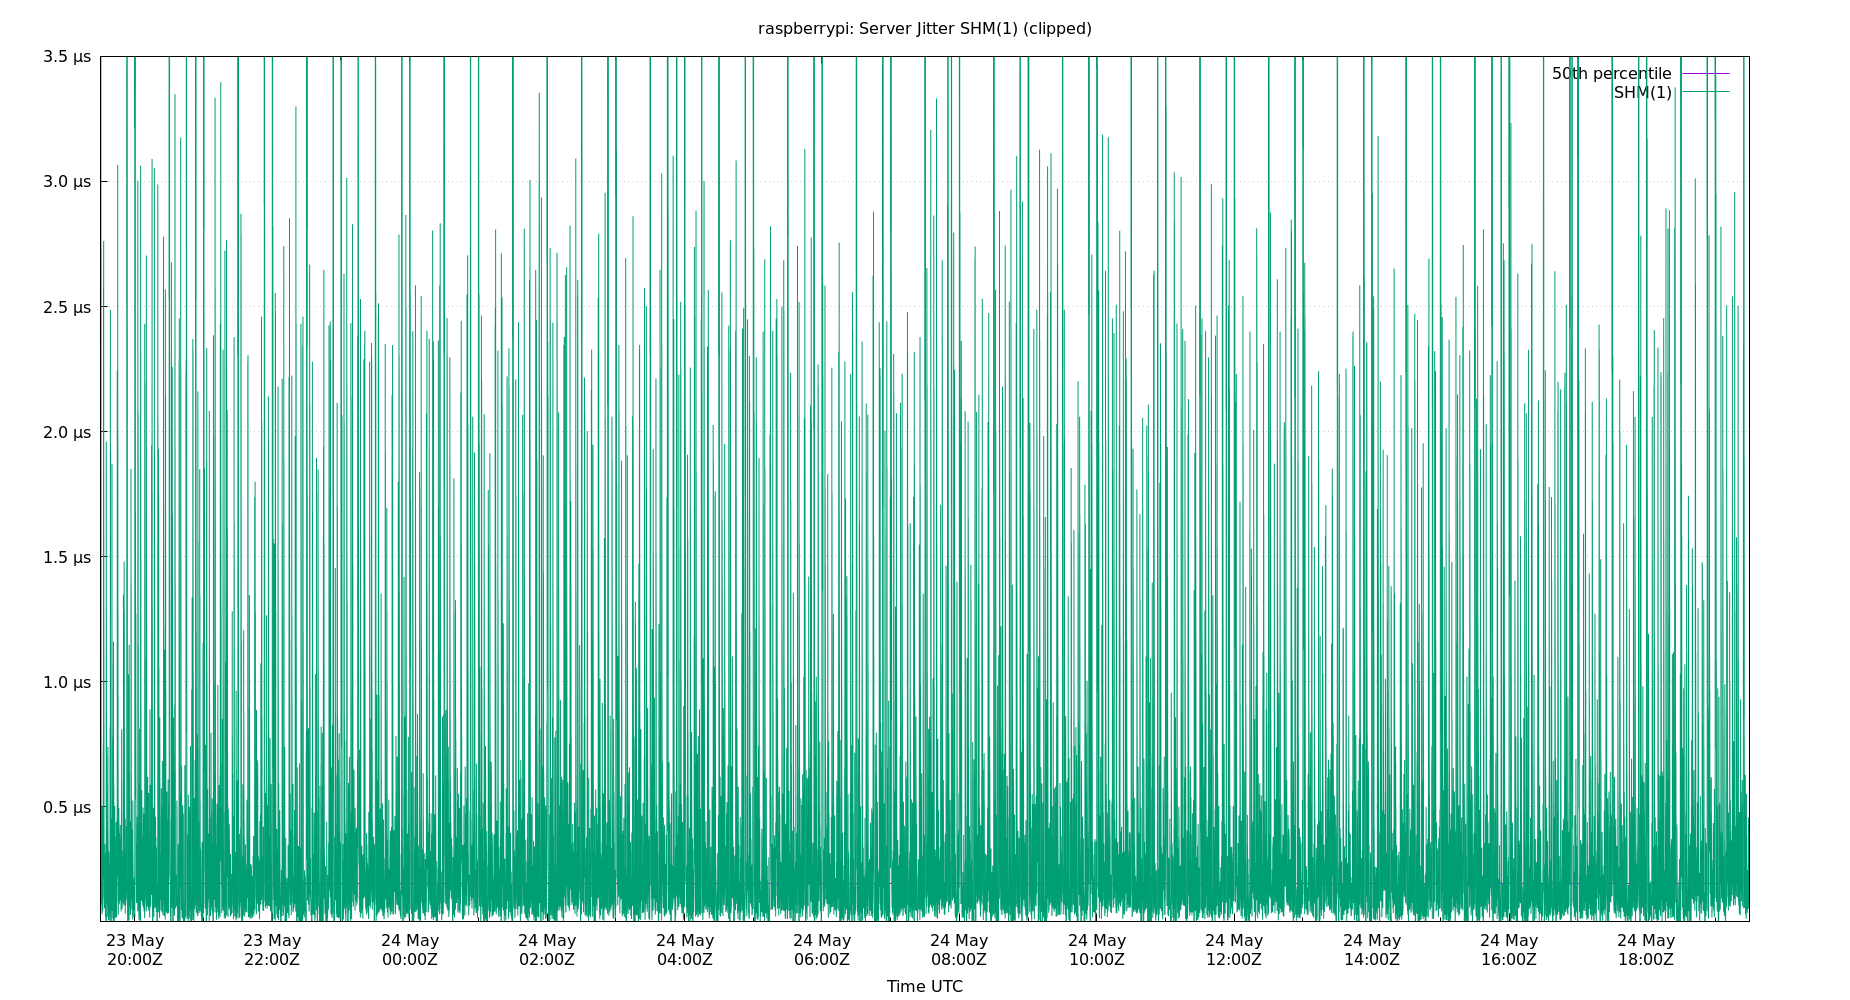 raspberrypi: Server Jitter SHM(1) (clipped)
3.5 µs
3.0 µs
2.5 µs
2.0 µs
1.5 µs
1.0 µs
0.5 µs
50th percentile
SHM(1)
23 May 23 May 24 May 24 May 24 May 24 May 24 May 24 May 24 May 24 May 24 May 24 May
20:00Z 22:00Z 00:00Z 02:00Z 04:00Z 06:00Z 08:00Z 10:00Z 12:00Z 14:00Z 16:00Z 18:00Z
Time UTC